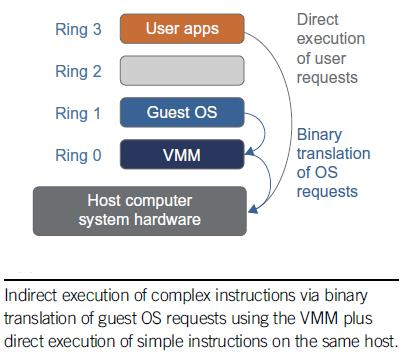 Ring 3
User apps
Direct
execution
of user
requests
Ring 2
Ring 1
Guest OS
Ring 0
VMM
Binary
translation
of OS
requests
Host computer
system hardware
Indirect execution of complex instructions via binary
translation of guest OS requests using the VMM plus
direct execution of simple instructions on the same host.